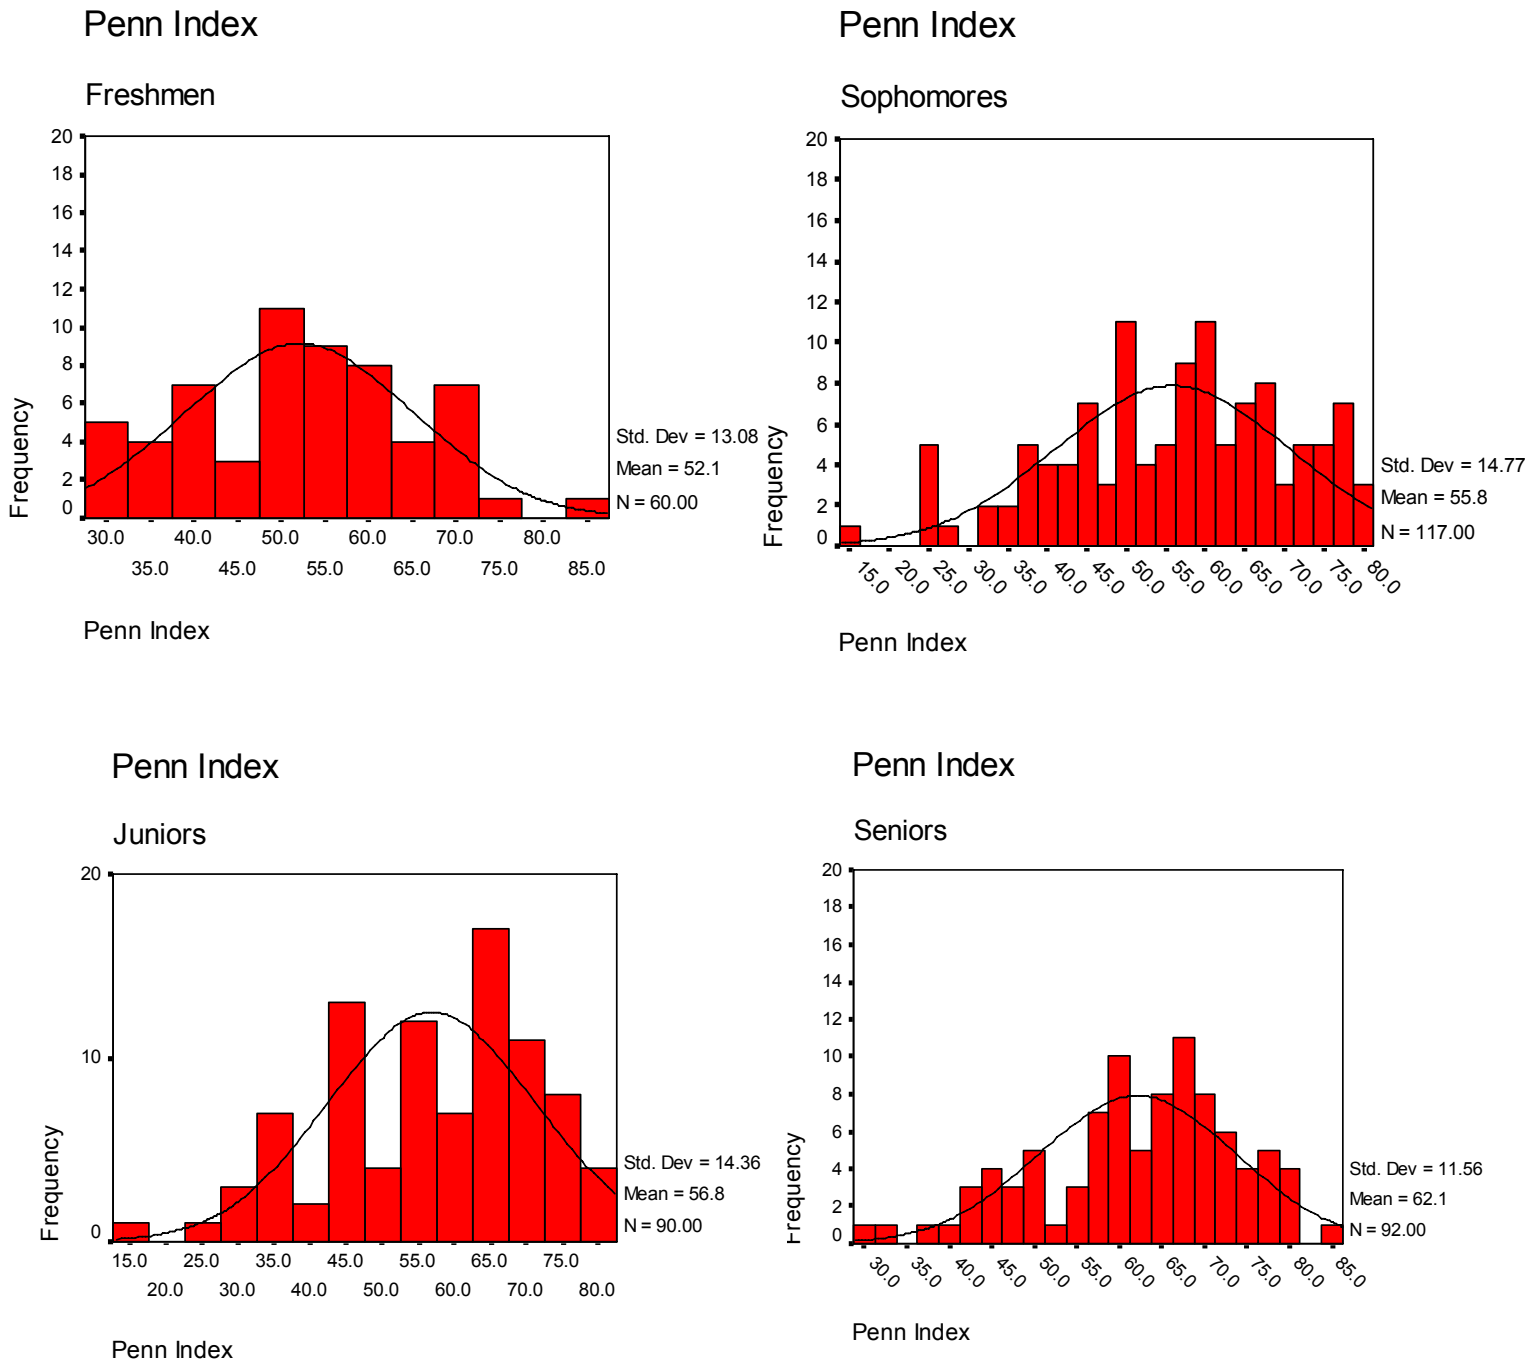 Penn Index
Freshmen
20
18
16
14
12
10
8
6
4
2
0
Frequency
30.0 40.0 50.0 60.0 70.0 80.0
35.0 45.0 55.0 65.0 75.0 85.0
Std. Dev = 13.08
Mean = 52.1
N = 60.00
Penn Index
Penn Index
Sophomores
20
18
16
14
12
10
8
6
4
2
0
Frequency
15.0 20.0 25.0 30.0 35.0 40.0 45.0 50.0 55.0 60.0 65.0 70.0 75.0 80.0
Std. Dev = 14.77
Mean = 55.8
N = 117.00
Penn Index
Penn Index
Juniors
20
10
0
Frequency
15.0 25.0 35.0 45.0 55.0 65.0 75.0
20.0 30.0 40.0 50.0 60.0 70.0 80.0
Std. Dev = 14.36
Mean = 56.8
N = 90.00
Penn Index
Penn Index
Seniors
20
18
16
14
12
10
8
6
4
2
0
Frequency
30.0 35.0 40.0 45.0 50.0 55.0 60.0 65.0 70.0 75.0 80.0 85.0
Std. Dev = 11.56
Mean = 62.1
N = 92.00
Penn Index